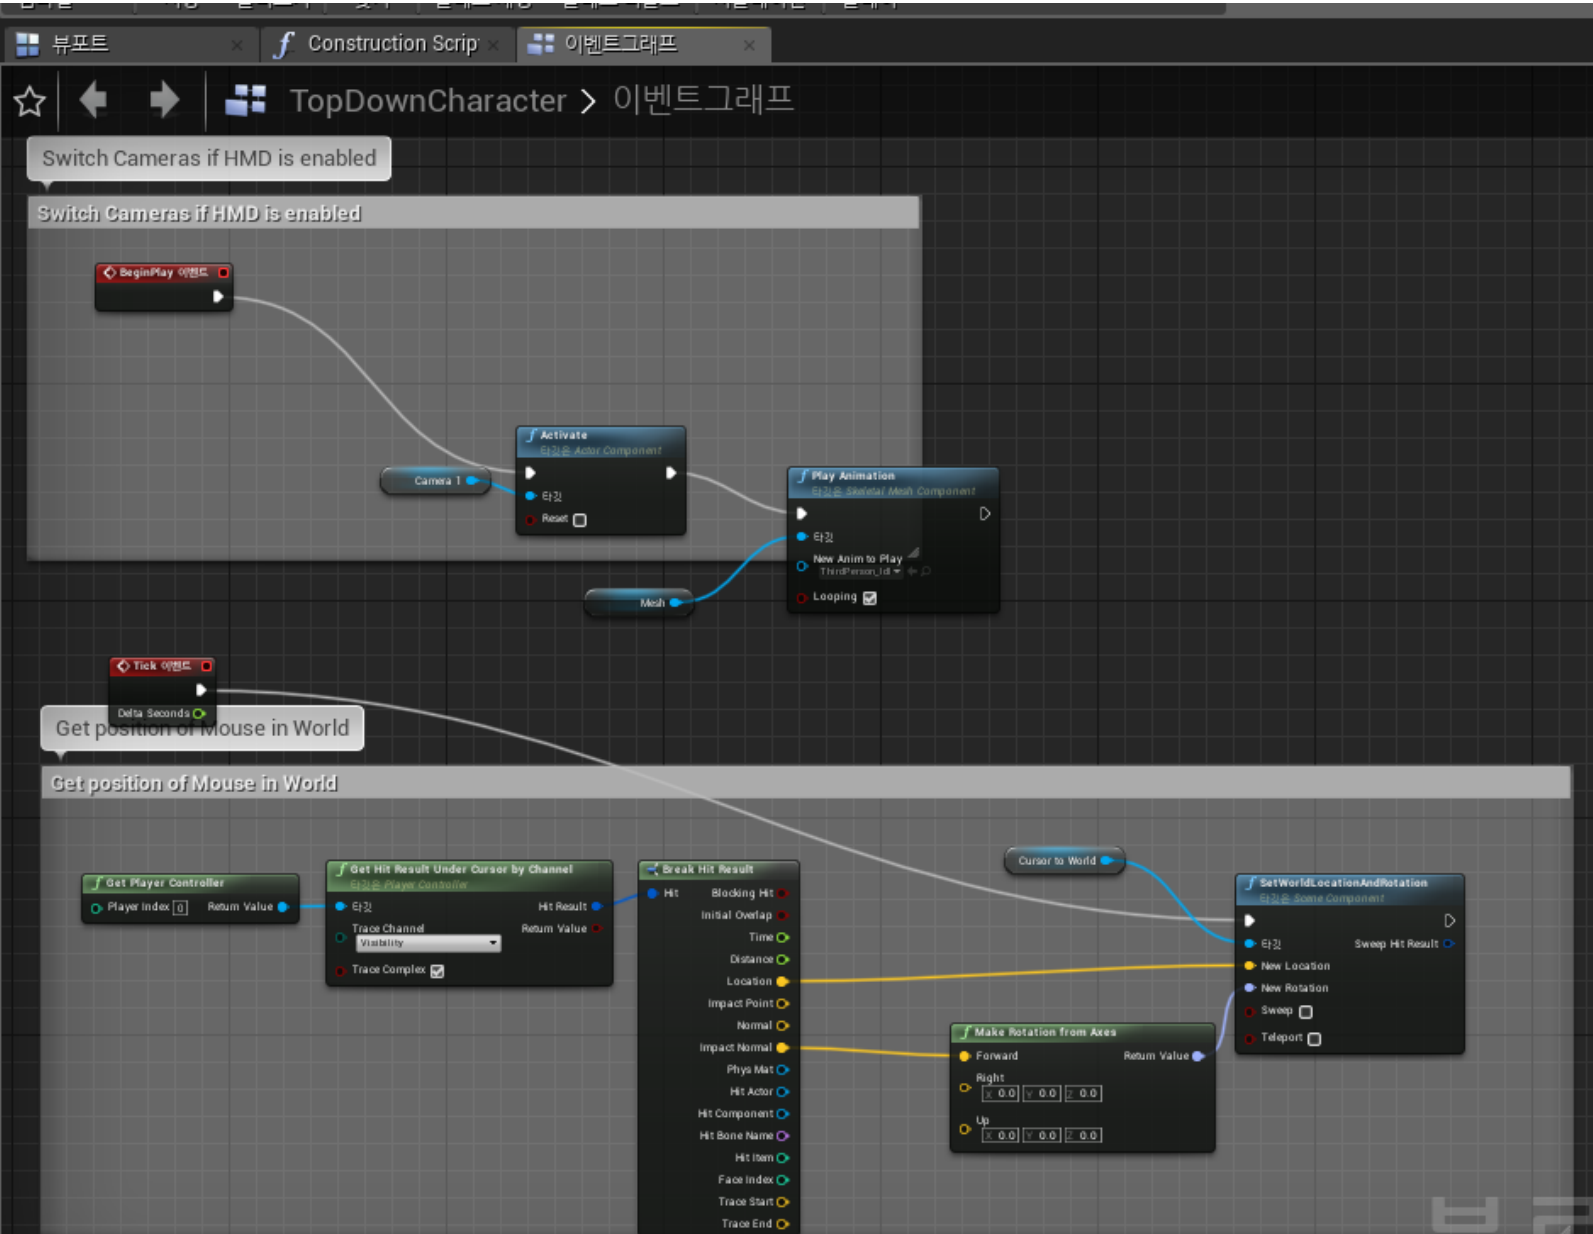 뷰포트
Construction Scrip
이벤트그래프
TopDownCharacter > 이벤트그래프
Switch Cameras if HMD is enabled
Switch Cameras if HMD is enabled
BeginPlay 이벤트
Activate
타깃은 Actor Component
Camera 1
타깃
Reset
Play Animation
타깃은 Skeletal Mesh Component
타깃
New Anim to Play
ThirdPerson_Idl
Looping
Mesh
Tick 이벤트
Delta Seconds
Get position of Mouse in World
Get position of Mouse in World
Get Player Controller
Player Index 0 Return Value
Get Hit Result Under Cursor by Channel
타깃은 Player Controller
타깃 Hit Result
Trace Channel Return Value
Visibility
Trace Complex
Break Hit Result
Hit Blocking Hit
Initial Overlap
Time
Distance
Location
Impact Point
Normal
Impact Normal
Phys Mat
Hit Actor
Hit Component
Hit Bone Name
Hit Item
Face Index
Trace Start
Trace End
Cursor to World
SetWorldLocationAndRotation
타깃은 Scene Component
타깃 Sweep Hit Result
New Location
New Rotation
Sweep
Teleport
Make Rotation from Axes
Forward Return Value
Right
X 0.0 Y 0.0 Z 0.0
Up
X 0.0 Y 0.0 Z 0.0